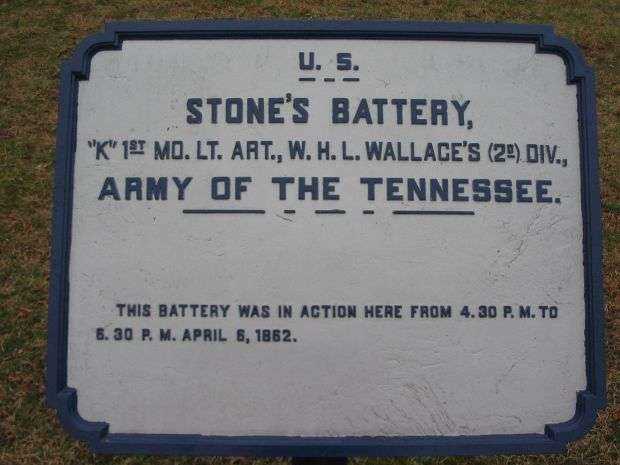 U. S.
STONE'S BATTERY,
"K" 1ST MO. LT. ART., W. H. L. WALLACE'S (2D) DIV.,
ARMY OF THE TENNESSEE.
THIS BATTERY WAS IN ACTION HERE FROM 4.30 P. M. TO
6.30 P. M. APRIL 6, 1862.